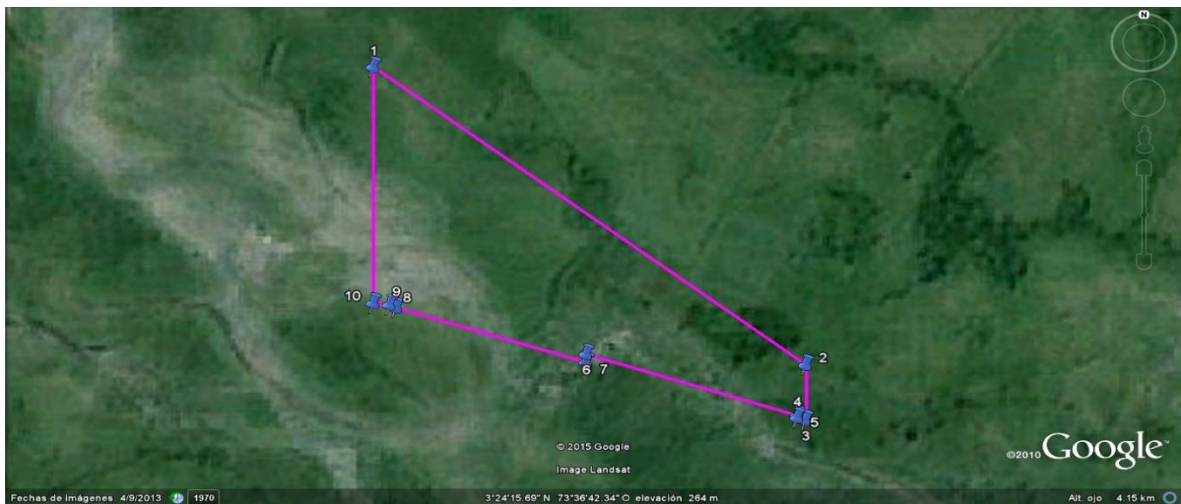 N
1
10
9
8
2
6
7
4
5
3
© 2015 Google
Image Landsat
©2010 Google™
Fechas de imágenes: 4/9/2013 1970 3°24'15.69" N 73°36'42.34" O elevación 264 m Alt. ojo 4.15 km